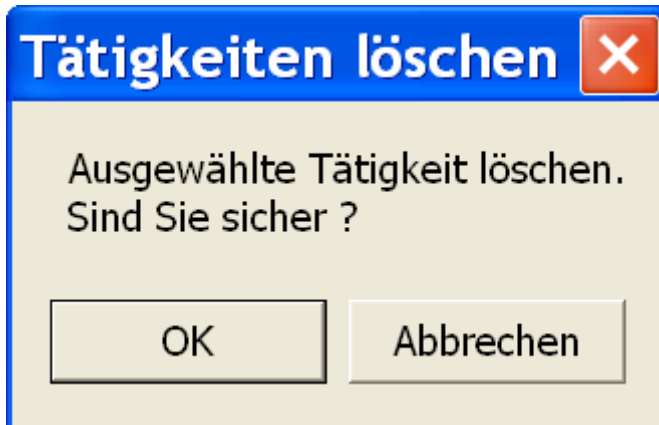 Tätigkeiten löschen
Ausgewählte Tätigkeit löschen.
Sind Sie sicher ?
OK
Abbrechen